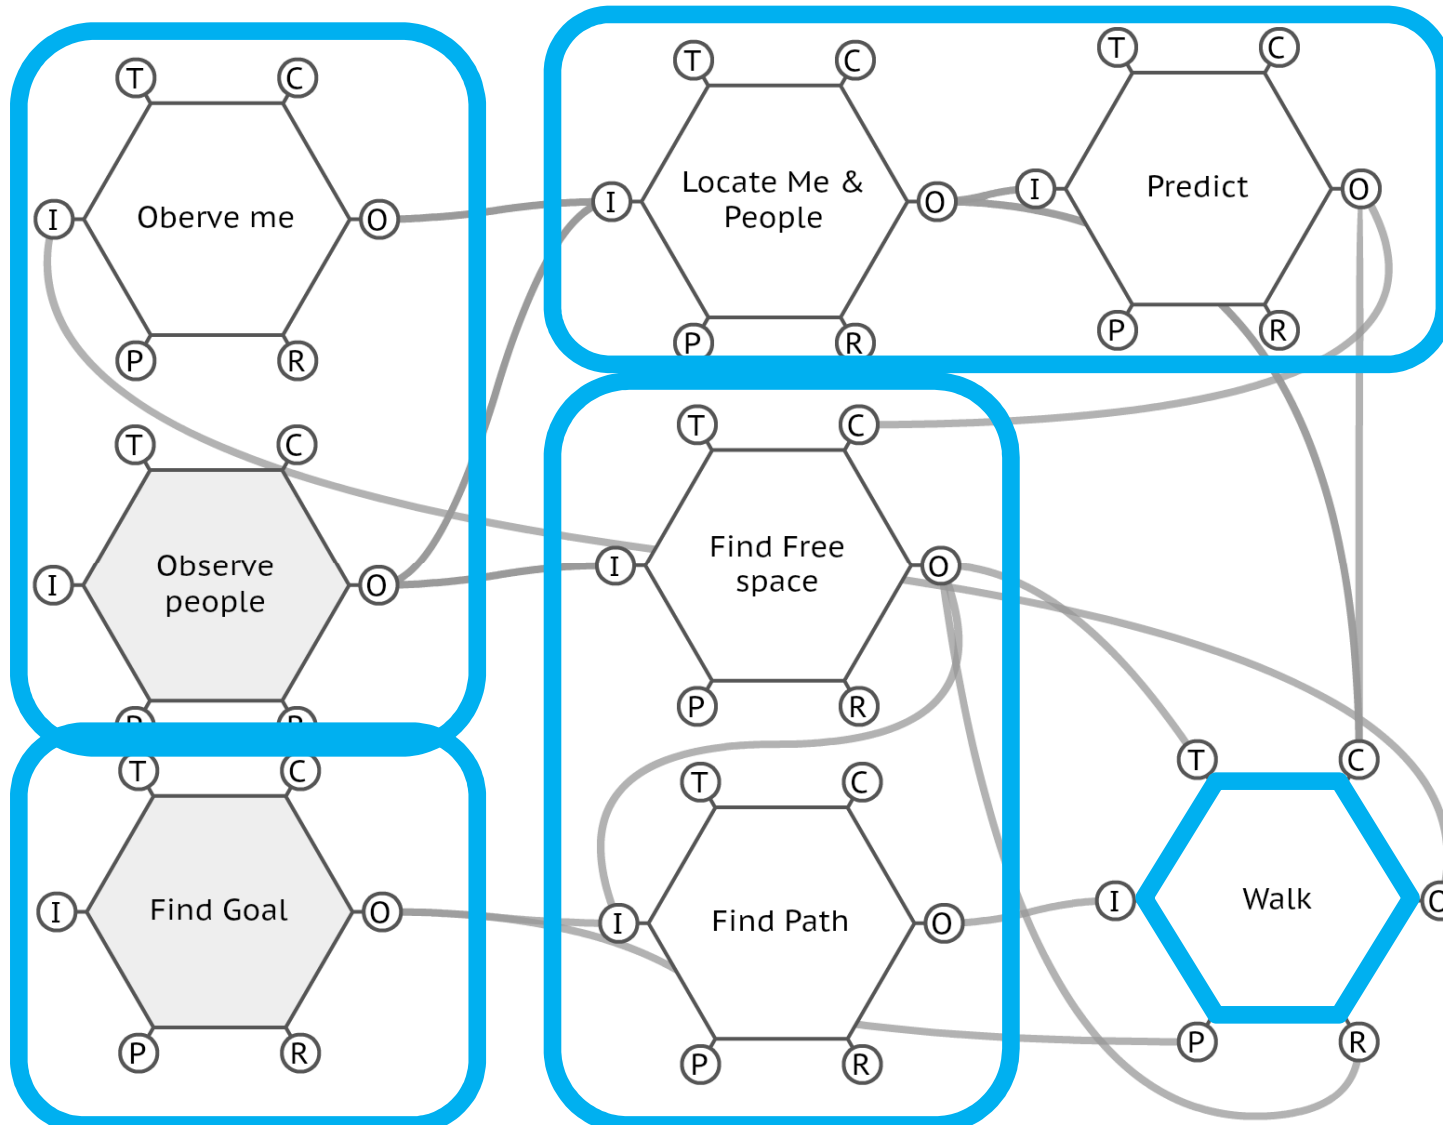 T
C
I
Oberve me
O
P
R
T
C
I
Locate Me &
People
O
P
R
T
C
I
Predict
O
P
R
T
C
I
Observe
people
O
T
C
I
Find Free
space
O
P
R
T
C
I
Find Goal
O
P
R
T
C
I
Find Path
O
P
R
T
C
I
Walk
O
P
R